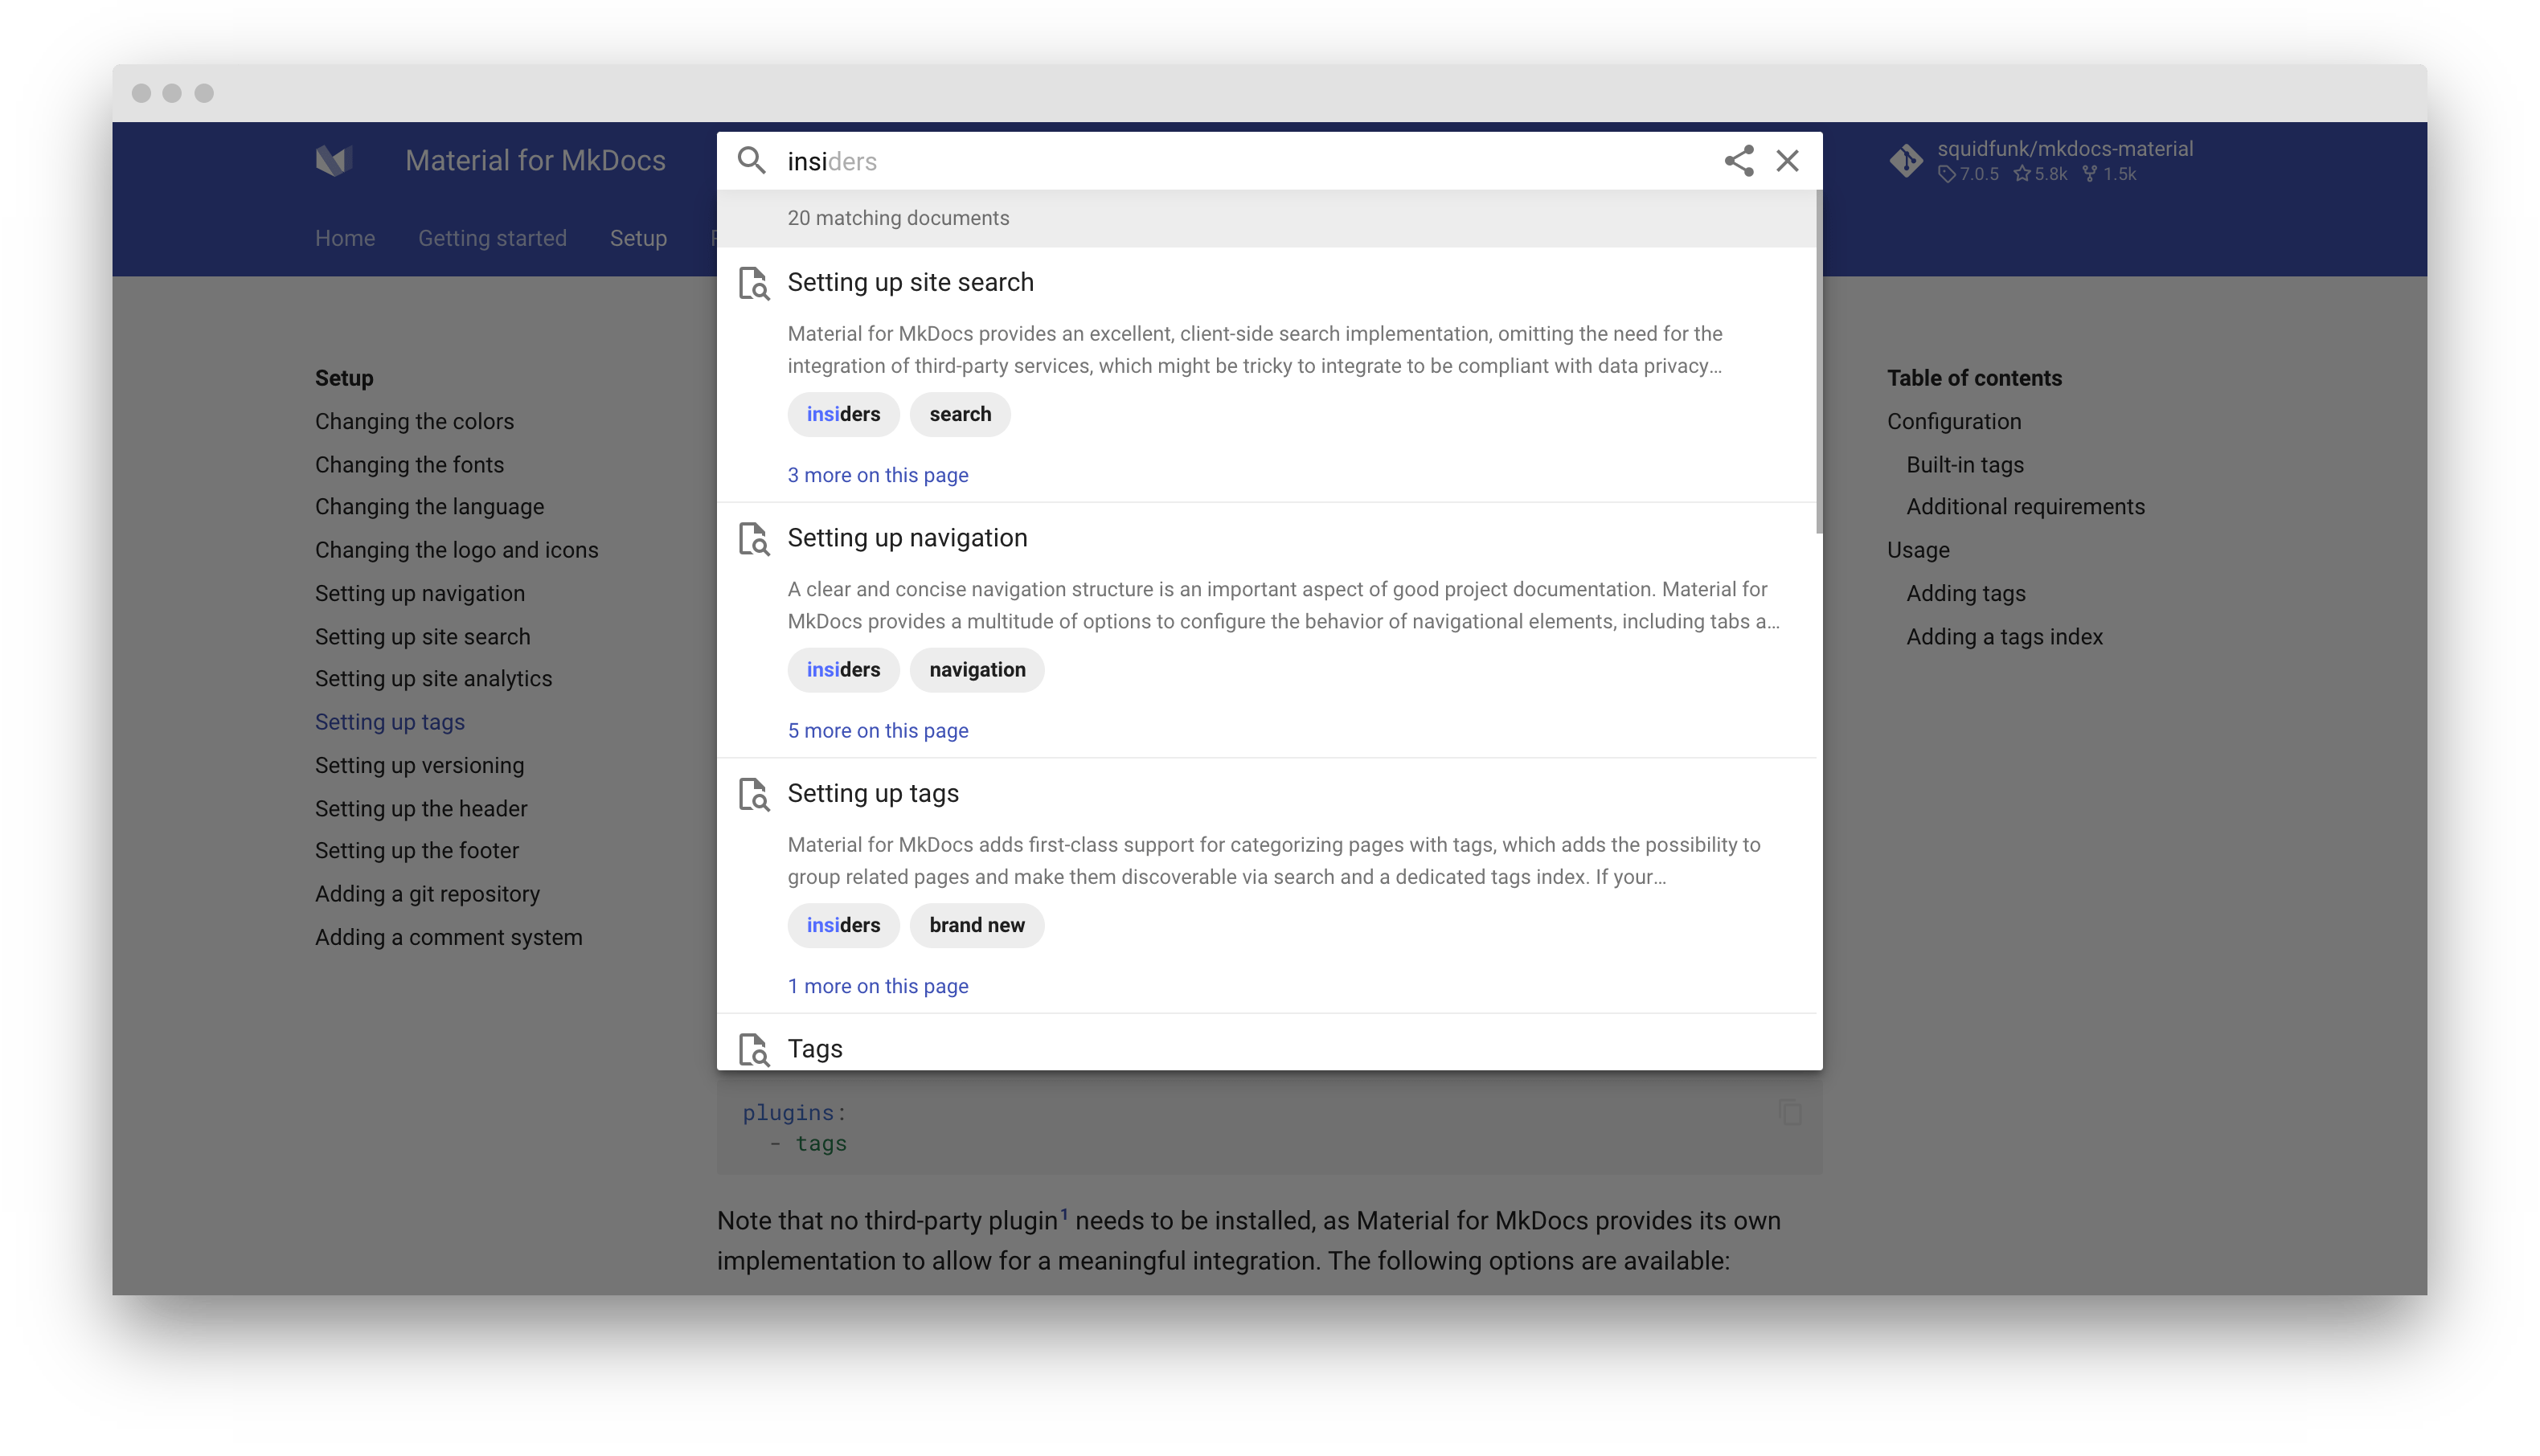 Material for MkDocs
insiders
squidfunk/mkdocs-material
7.0.5 5.8k 1.5k
Home Getting started Setup
20 matching documents
Setting up site search
Material for MkDocs provides an excellent, client-side search implementation, omitting the need for the
integration of third-party services, which might be tricky to integrate to be compliant with data privacy…
insiders search
3 more on this page
Setting up navigation
A clear and concise navigation structure is an important aspect of good project documentation. Material for
MkDocs provides a multitude of options to configure the behavior of navigational elements, including tabs a…
insiders navigation
5 more on this page
Setting up tags
Material for MkDocs adds first-class support for categorizing pages with tags, which adds the possibility to
group related pages and make them discoverable via search and a dedicated tags index. If your…
insiders brand new
1 more on this page
Tags
Setup
Changing the colors
Changing the fonts
Changing the language
Changing the logo and icons
Setting up navigation
Setting up site search
Setting up site analytics
Setting up tags
Setting up versioning
Setting up the header
Setting up the footer
Adding a git repository
Adding a comment system
plugins:
- tags
Note that no third-party plugin1 needs to be installed, as Material for MkDocs provides its own
implementation to allow for a meaningful integration. The following options are available:
Table of contents
Configuration
Built-in tags
Additional requirements
Usage
Adding tags
Adding a tags index